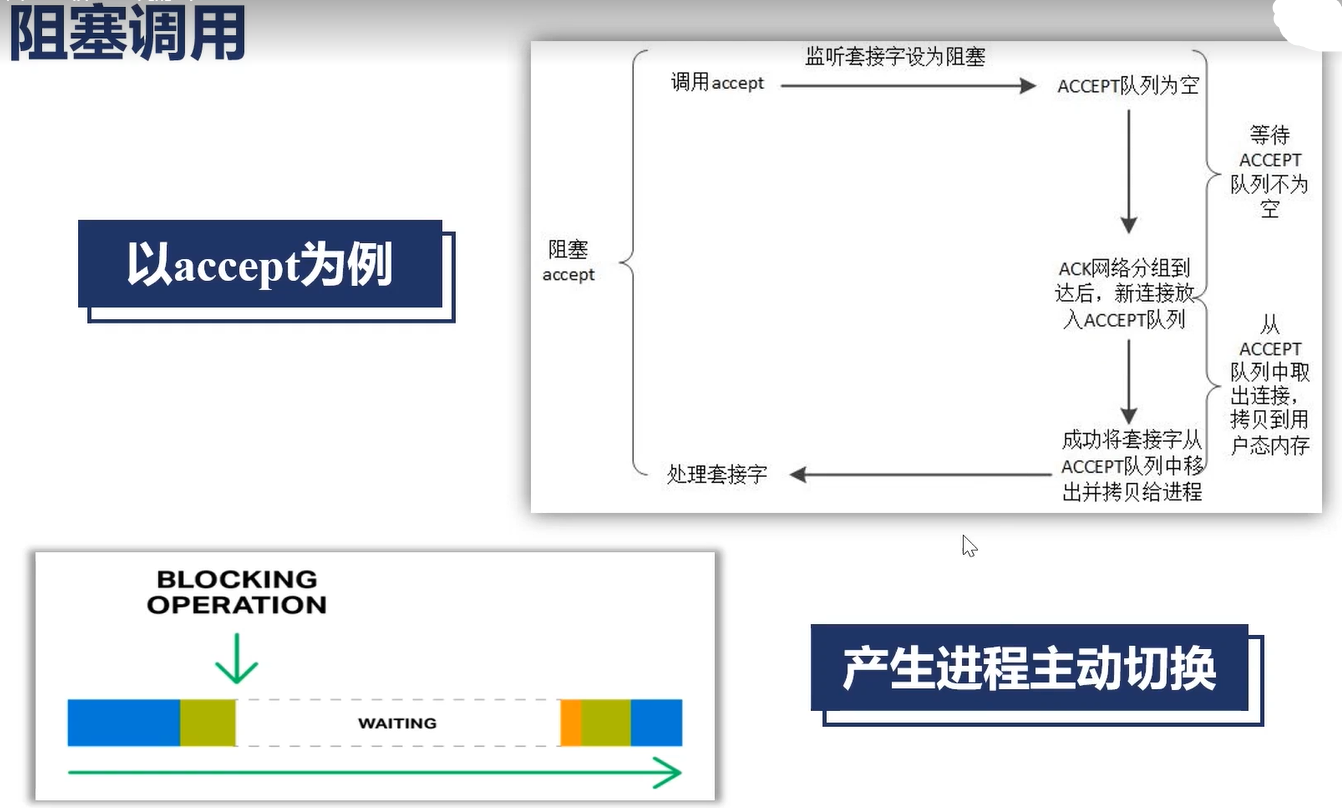 阻塞调用
监听套接字设为阻塞
调用accept
ACCEPT队列为空
等待
ACCEPT
队列不为
空
以accept为例
阻塞
accept
ACK网络分组到
达后，新连接放
入ACCEPT队列
从
ACCEPT
队列中取
出连接，
拷贝到用
户态内存
成功将套接字从
ACCEPT队列中移
出并拷贝给进程
处理套接字
BLOCKING
OPERATION
WAITING
产生进程主动切换